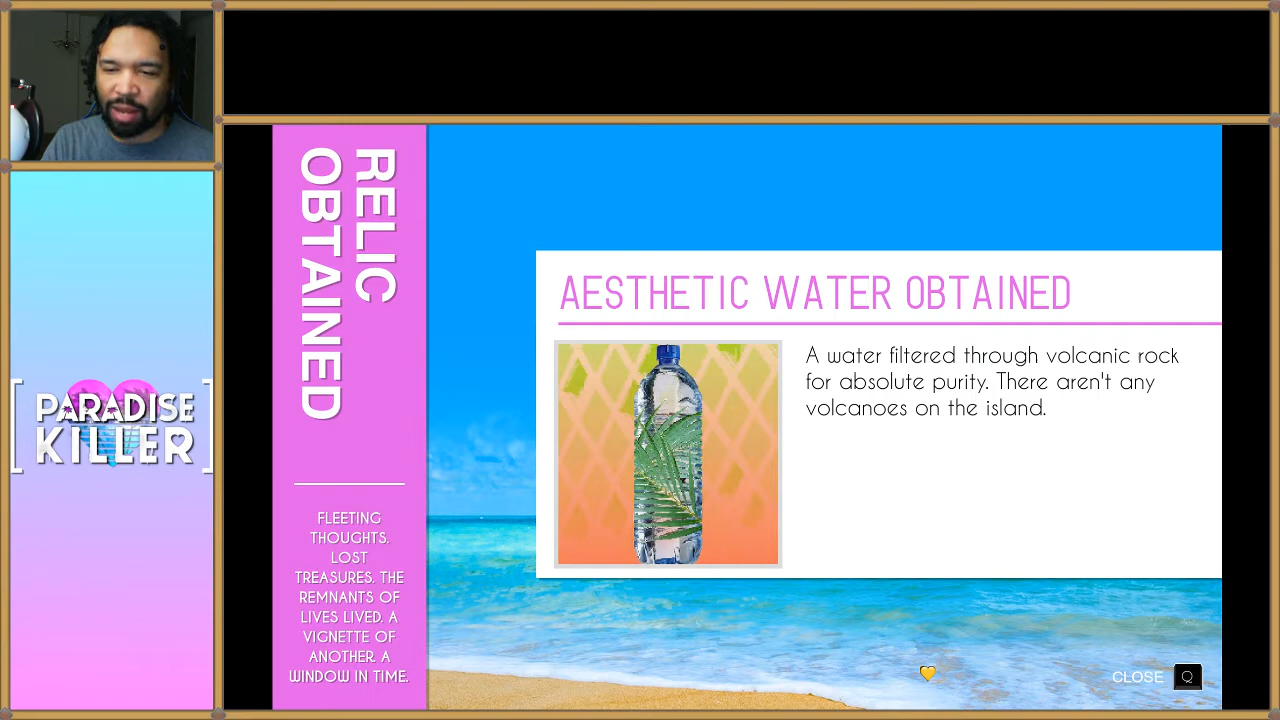 [PARADISE
KILLER]
RELIC
OBTAINED
FLEETING
THOUGHTS.
LOST
TREASURES. THE
REMNANTS OF
LIVES LIVED. A
VIGNETTE OF
ANOTHER. A
WINDOW IN TIME.
AESTHETIC WATER OBTAINED
A water filtered through volcanic rock
for absolute purity. There aren't any
volcanoes on the island.
CLOSE Q